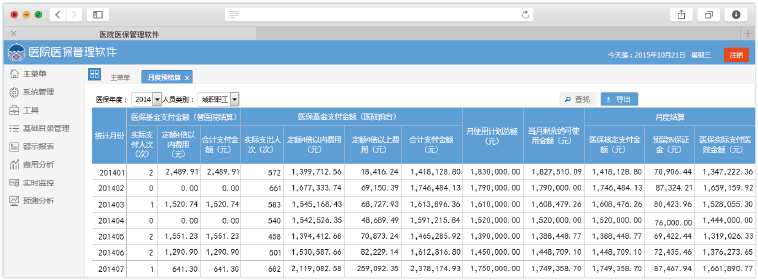 医院医保管理软件
医院医保管理软件
今天是：2015年10月21日 星期三 注销
主菜单
系统管理
工具
基础目录管理
警示报表
费用分析
实时监控
预测分析
主菜单 月度预结算 ×
医保年度： 2014 人员类别： 城职职工 查找 导出
统计月份 医保基金支付金额（暂医院结算） 医保基金支付金额（医院前台） 月使用计划总额（元） 当月剩余的可使用金额（元） 月度结算
实际支付人次（次） 定额4倍以内费用（元） 合计支付金额（元） 实际支出人次（次） 定额4倍以内费用（元） 定额4倍以上费用（元） 合计支付金额（元） 医保核定支付金额（元） 预留%保证金（元） 医保实际支付医院金额（元）
201401 2 2,489.91 2,489.91 572 1,399,712.56 18,416.24 1,418,128.80 1,830,000.00 1,827,510.09 1,418,128.80 70,906.44 1,347,222.36
201402 0 0.00 0.00 661 1,677,333.74 69,150.39 1,746,484.13 1,790,000.00 1,790,000.00 1,746,484.13 87,324.21 1,659,159.92
201403 1 1,520.74 1,520.74 583 1,545,168.43 68,727.93 1,613,896.36 1,610,000.00 1,608,479.26 1,608,476.26 80,423.96 1,528,055.30
201404 0 0.00 0.00 540 1,542,526.35 48,689.49 1,591,215.84 1,520,000.00 1,520,000.00 1,520,000.00 76,000.00 1,444,000.00
201405 2 1,551.23 1,551.23 458 1,394,412.68 70,873.24 1,465,285.92 1,390,000.00 1,388,448.77 1,388,448.77 69,422.44 1,319,026.33
201406 2 1,290.90 1,290.90 501 1,530,587.66 82,229.14 1,612,816.80 1,450,000.00 1,448,709.10 1,448,709.10 72,435.46 1,376,273.65
201407 1 641.30 641.30 682 2,119,082.58 259,092.35 2,378,174.93 1,750,000.00 1,749,358.70 1,749,358.70 87,467.94 1,661,890.77